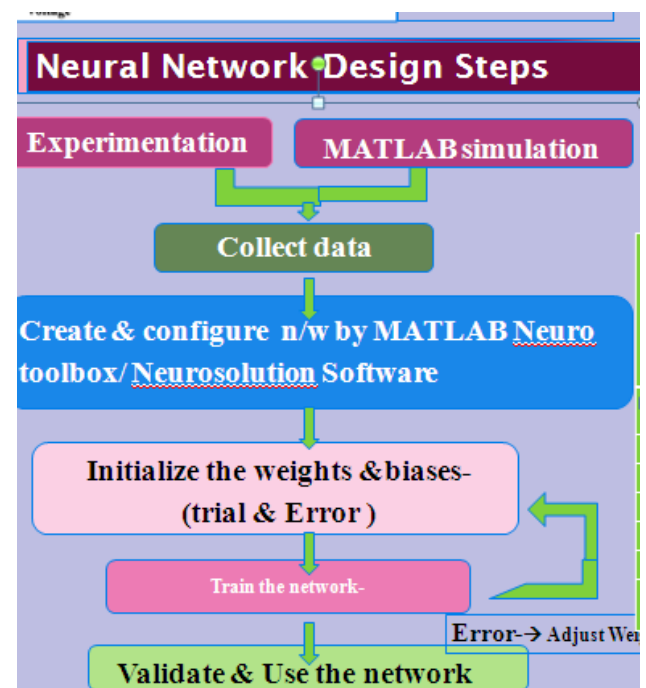 Voltage
Neural Network Design Steps
Experimentation
MATLAB simulation
Collect data
Create & configure n/w by MATLAB Neuro
toolbox/ Neurosolution Software
Initialize the weights &biases-
(trial & Error )
Train the network-
Error-→ Adjust
Validate & Use the network